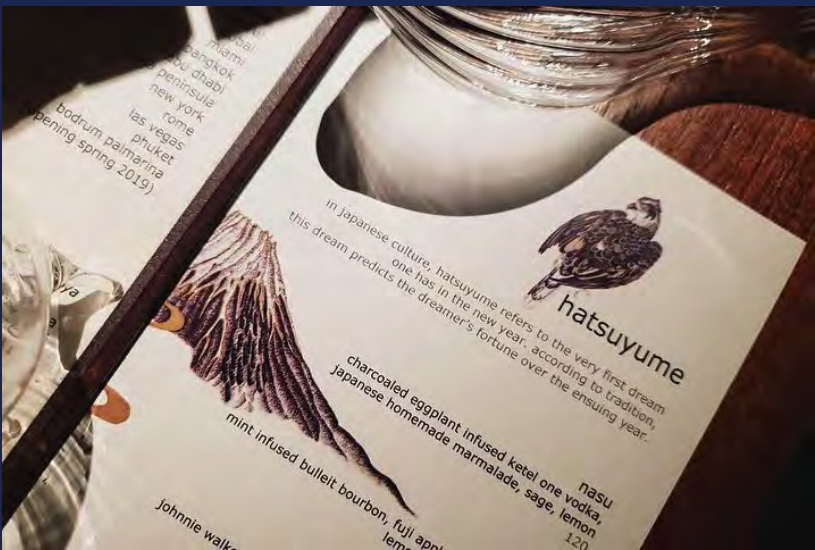 miami
bangkok
abu dhabi
peninsula
new york
rome
las vegas
phuket
bodrum palmarina
opening spring 2019)
hatsuyume
in japanese culture, hatsuyume refers to the very first dream
one has in the new year. according to tradition,
this dream predicts the dreamer's fortune over the ensuing year.
nasu
charcoaled eggplant infused ketel one vodka,
japanese homemade marmalade, sage, lemon
120
mint infused bulleit bourbon, fuji
johnnie